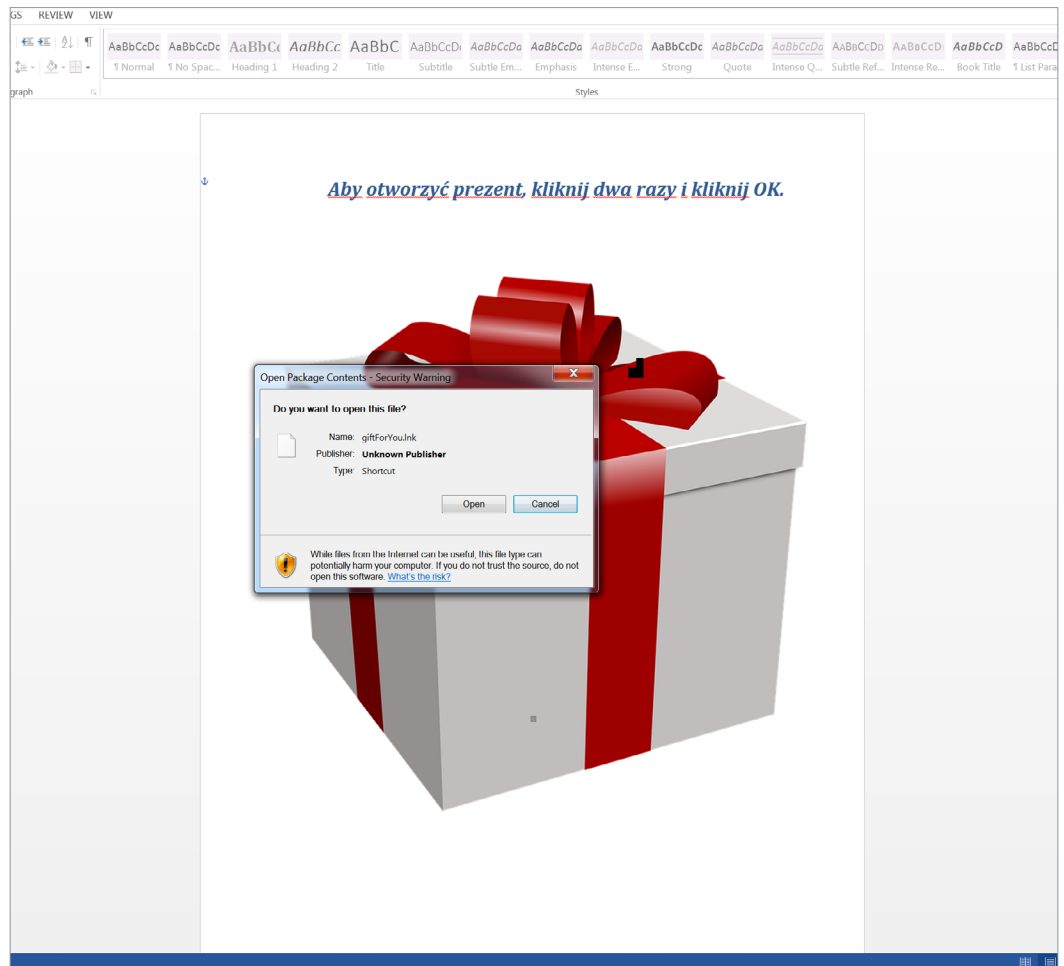 GS REVIEW VIEW
AaBbCcDc AaBbCcDc AaBbCc AaBbCc AaBbC AaBbCcDc AaBbCcDa AaBbCcDa AaBbCcDa AaBbCcDc AaBbCcDa AaBbCcDa AaBbCcDd AaBbCcD AaBbCcD AaBbCcD
¶ Normal ¶ No Spac... Heading 1 Heading 2 Title Subtitle Subtle Em... Emphasis Intense E... Strong Quote Intense Q... Subtle Ref... Intense Re... Book Title ¶ List Para
graph Styles
Aby otworzyć prezent, kliknij dwa razy i kliknij OK.
Open Package Contents - Security Warning
Do you want to open this file?
Name: giftForYou.lnk
Publisher: Unknown Publisher
Type: Shortcut
Open Cancel
While files from the Internet can be useful, this file type can
potentially harm your computer. If you do not trust the source, do not
open this software. What's the risk?